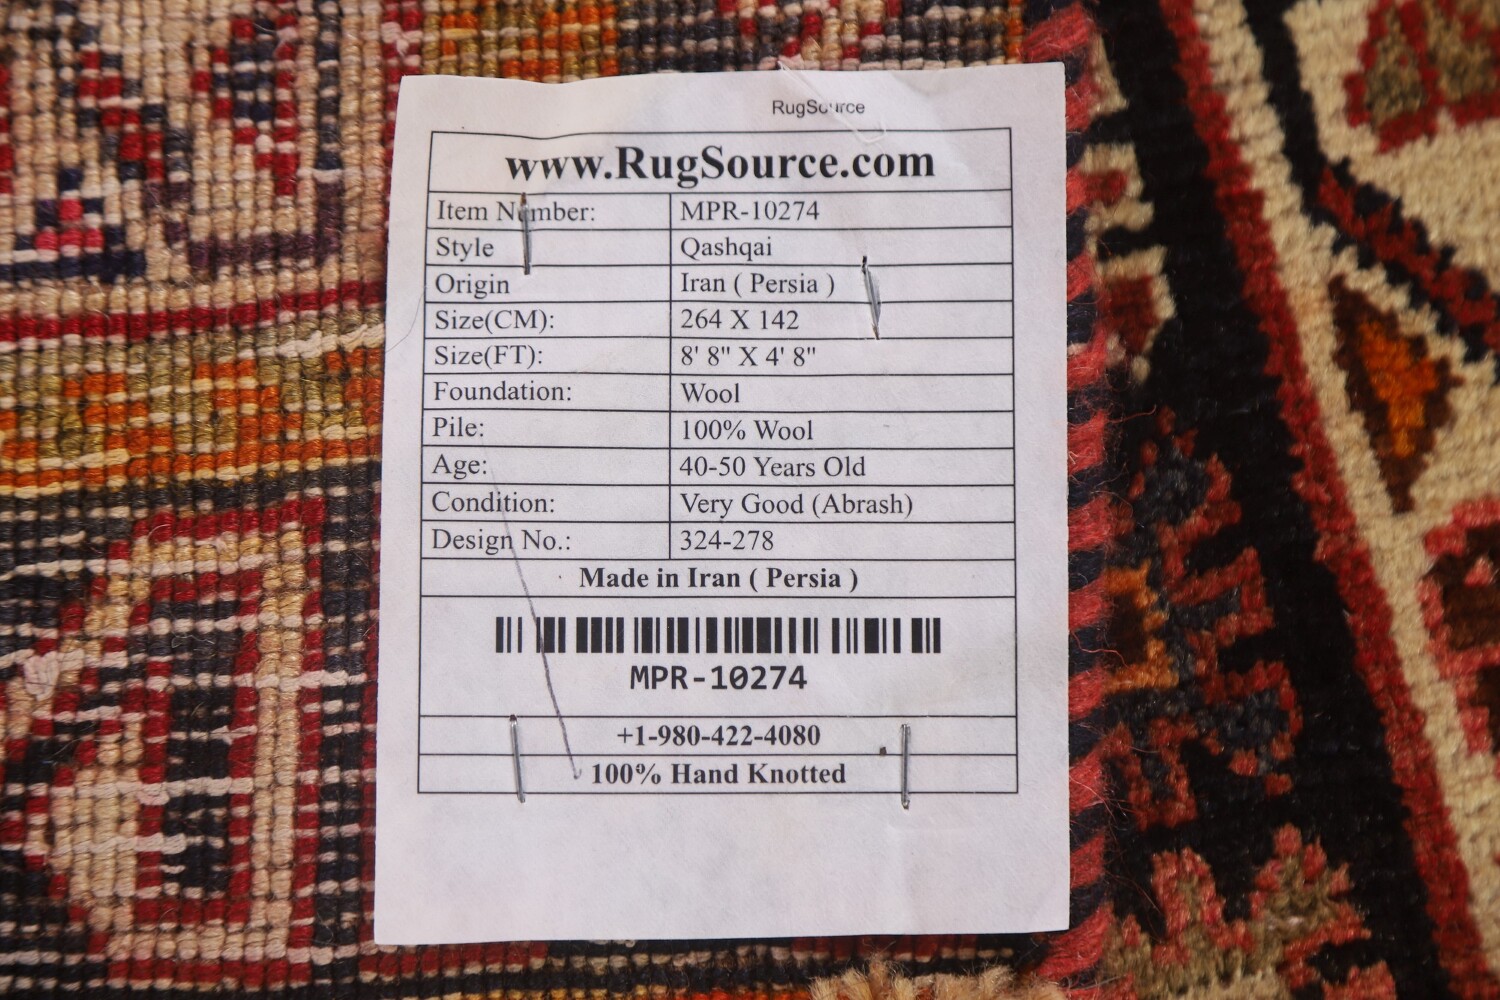 RugSource
www.RugSource.com
Item Number: MPR-10274
Style Qashqai
Origin Iran ( Persia )
Size(CM): 264 X 142
Size(FT): 8' 8" X 4' 8"
Foundation: Wool
Pile: 100% Wool
Age: 40-50 Years Old
Condition: Very Good (Abrash)
Design No.: 324-278
Made in Iran ( Persia )
MPR-10274
+1-980-422-4080
100% Hand Knotted